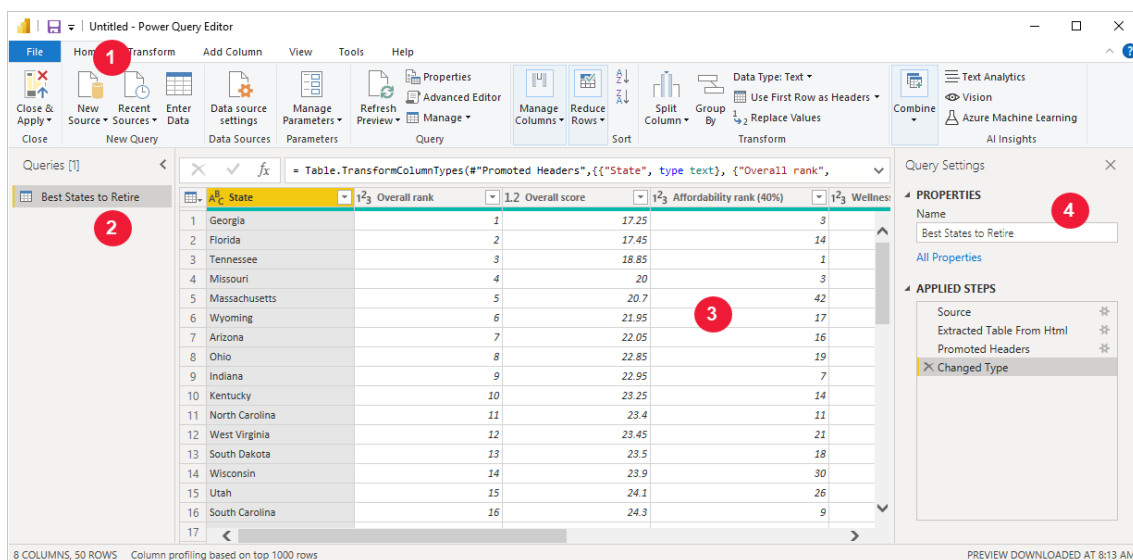 Untitled - Power Query Editor
File Home Transform Add Column View Tools Help
1
Close & Apply
New Source
Recent Sources
Enter Data
Data source settings
Manage Parameters
Refresh Preview
Properties
Advanced Editor
Manage
Manage Columns
Reduce Rows
Split Column
Group By
Data Type: Text
Use First Row as Headers
Replace Values
Combine
Text Analytics
Vision
Azure Machine Learning
Close New Query Data Sources Parameters Query Sort Transform AI Insights
Queries [1]
Best States to Retire
2
fx = Table.TransformColumnTypes(#"Promoted Headers",{{"State", type text}, {"Overall rank",
ABC State 123 Overall rank 1.2 Overall score 123 Affordability rank (40%) 123 Wellnes
1 Georgia 1 17.25 3
2 Florida 2 17.45 14
3 Tennessee 3 18.85 1
4 Missouri 4 20 3
5 Massachusetts 5 20.7 42
6 Wyoming 6 21.95 17
7 Arizona 7 22.05 16
8 Ohio 8 22.85 19
9 Indiana 9 22.95 7
10 Kentucky 10 23.25 14
11 North Carolina 11 23.4 11
12 West Virginia 12 23.45 21
13 South Dakota 13 23.5 18
14 Wisconsin 14 23.9 30
15 Utah 15 24.1 26
16 South Carolina 16 24.3 9
17
3
Query Settings
PROPERTIES
4
Name
Best States to Retire
All Properties
APPLIED STEPS
Source
Extracted Table From Html
Promoted Headers
Changed Type
8 COLUMNS, 50 ROWS Column profiling based on top 1000 rows PREVIEW DOWNLOADED AT 8:13 AM